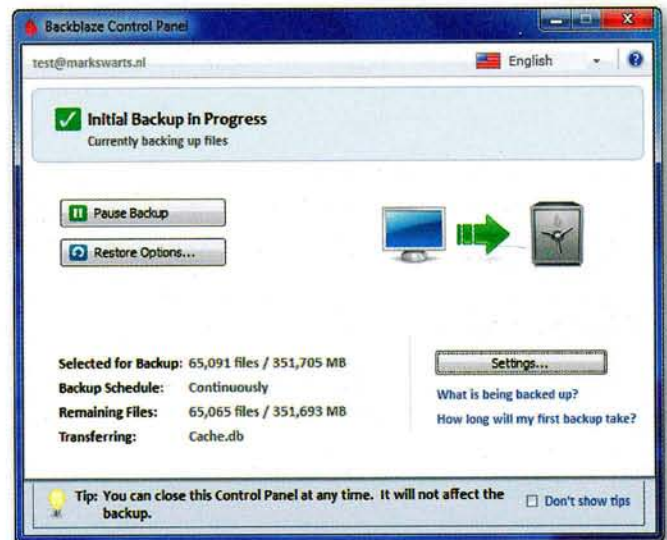 Backblaze Control Panel
test@markswarts.nl
English
?
Initial Backup in Progress
Currently backing up files
Pause Backup
Restore Options...
Selected for Backup: 65,091 files / 351,705 MB
Backup Schedule: Continuously
Remaining Files: 65,065 files / 351,693 MB
Transferring: Cache.db
Settings...
What is being backed up?
How long will my first backup take?
Tip: You can close this Control Panel at any time. It will not affect the
backup.
Don't show tips